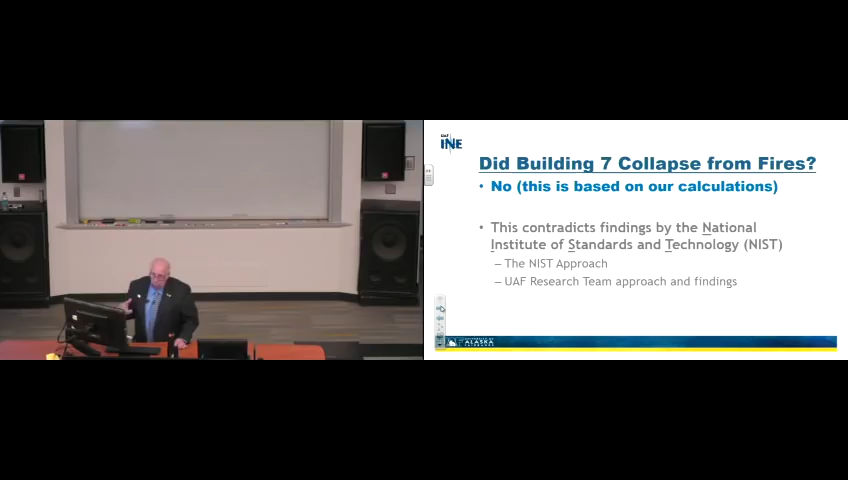 UAF
INE
Did Building 7 Collapse from Fires?
• No (this is based on our calculations)
• This contradicts findings by the National
Institute of Standards and Technology (NIST)
– The NIST Approach
– UAF Research Team approach and findings
ALASKA